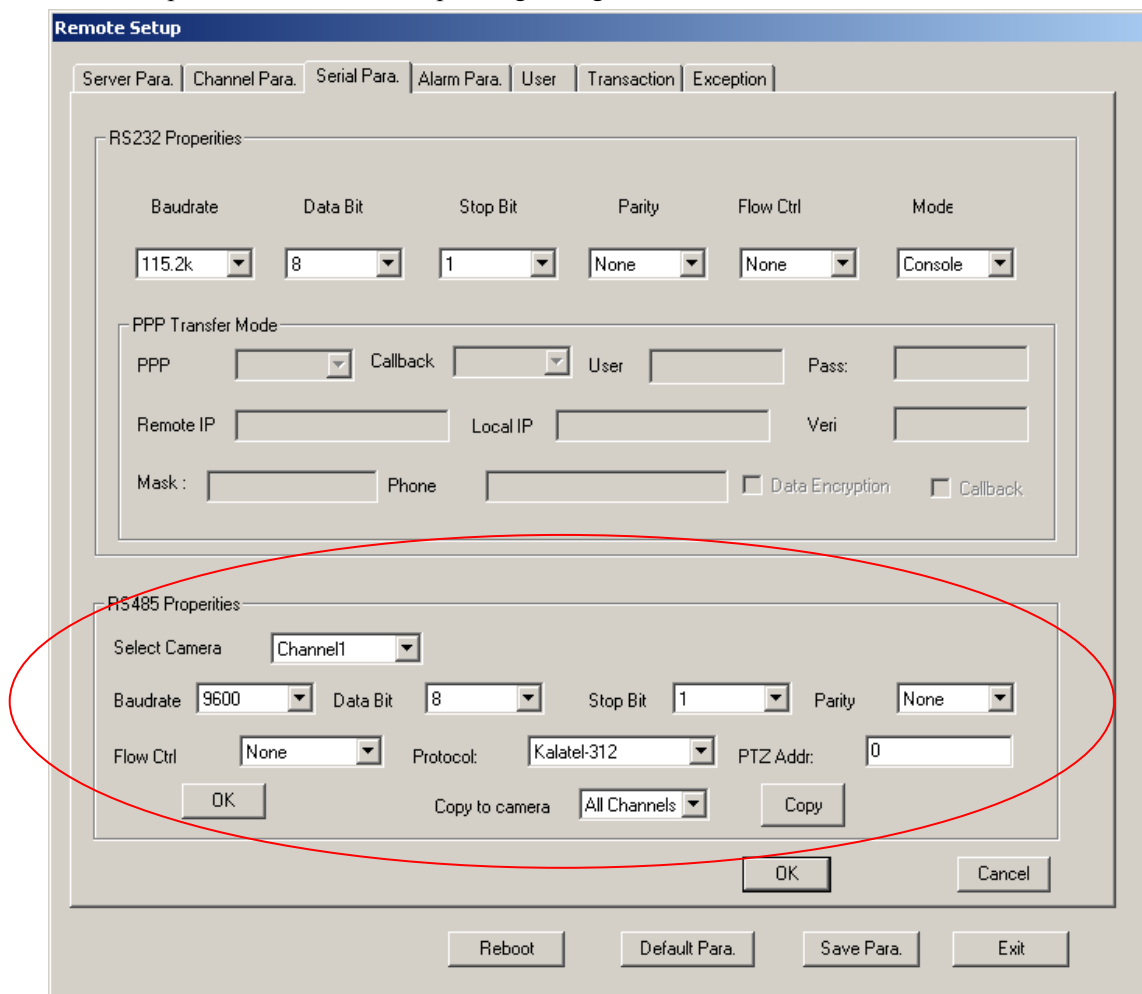 Remote Setup
Server Para. Channel Para. Serial Para. Alarm Para. User Transaction Exception
RS232 Properities
Baudrate Data Bit Stop Bit Parity Flow Ctrl Mode
115.2k 8 1 None None Console
PPP Transfer Mode
PPP Callback User Pass:
Remote IP Local IP Veri
Mask : Phone Data Encryption Callback
RS485 Properities
Select Camera Channel1
Baudrate 9600 Data Bit 8 Stop Bit 1 Parity None
Flow Ctrl None Protocol: Kalatel-312 PTZ Addr: 0
OK Copy to camera All Channels Copy
OK Cancel
Reboot Default Para. Save Para. Exit